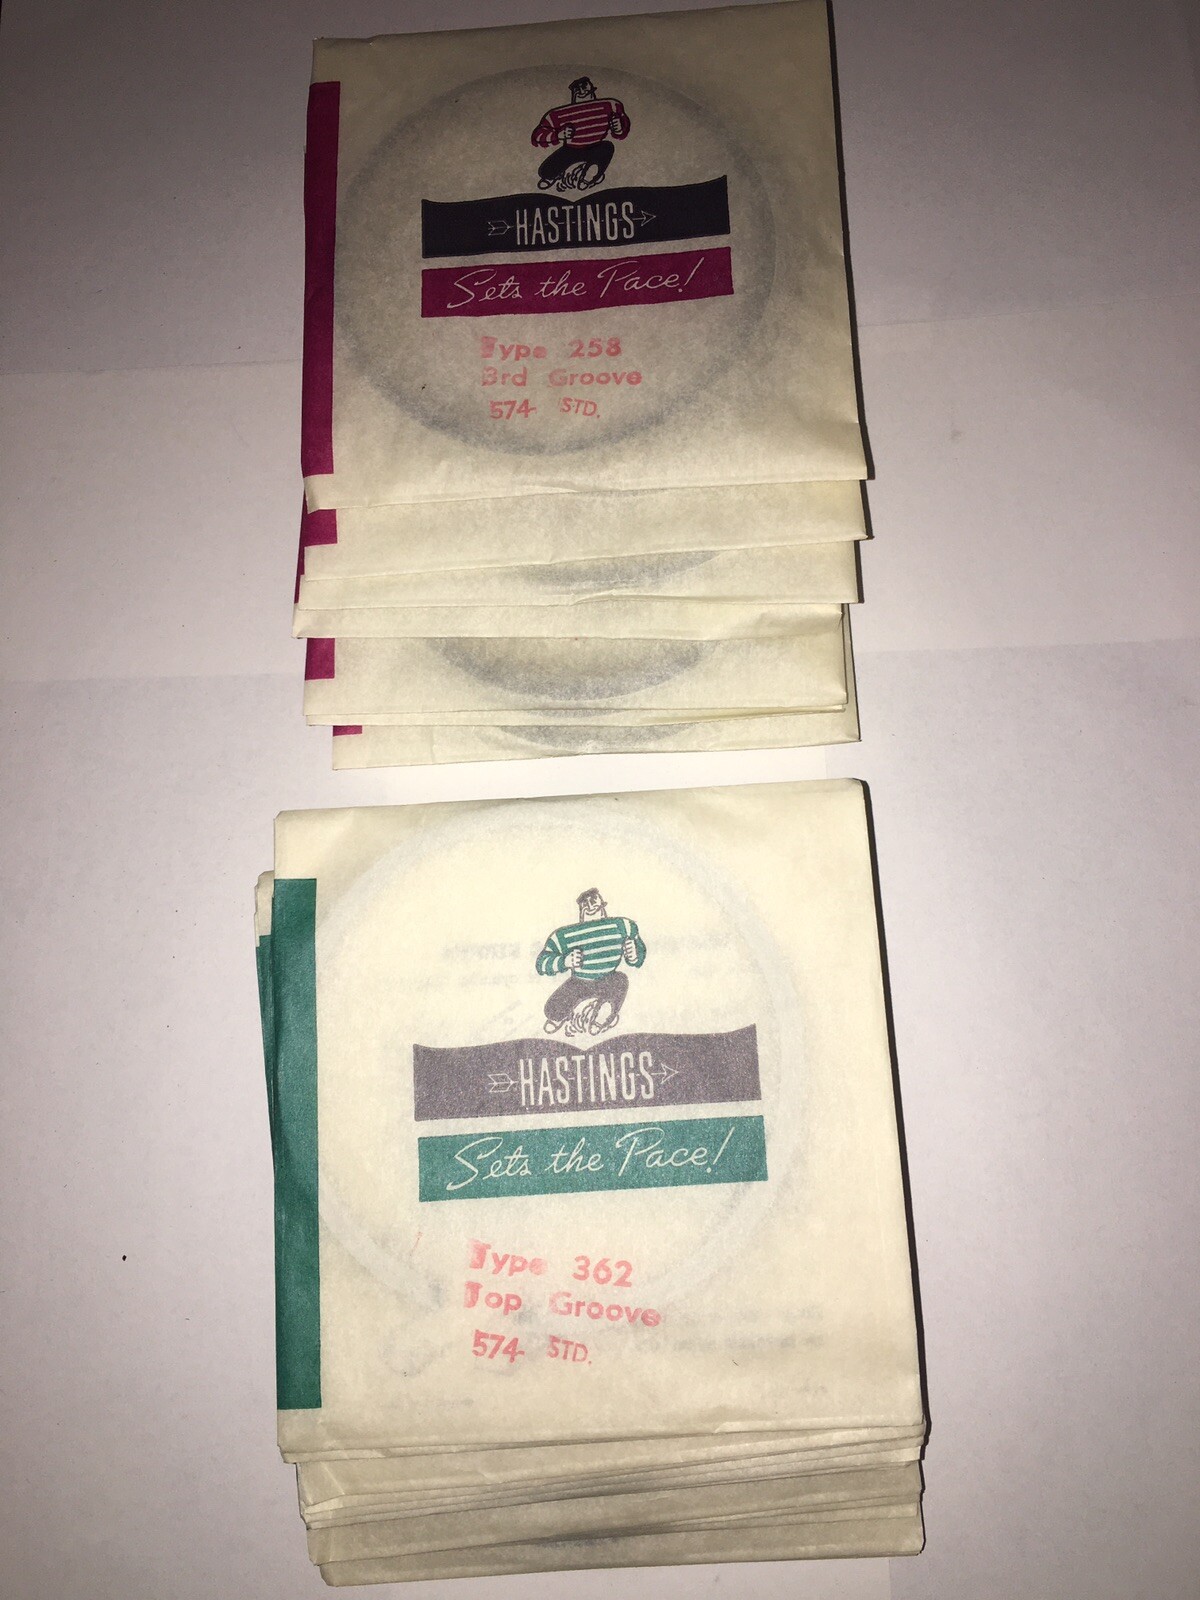 HASTINGS
Sets the Pace!
Type 258
3rd Groove
574 STD.
HASTINGS
Sets the Pace!
Type 362
Top Groove
574 STD.